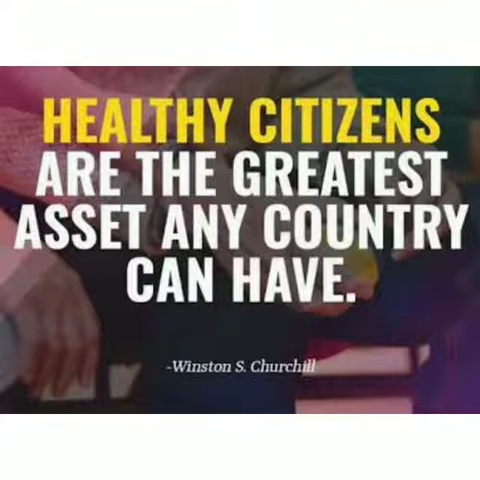 HEALTHY CITIZENS
ARE THE GREATEST
ASSET ANY COUNTRY
CAN HAVE.
-Winston S. Churchill